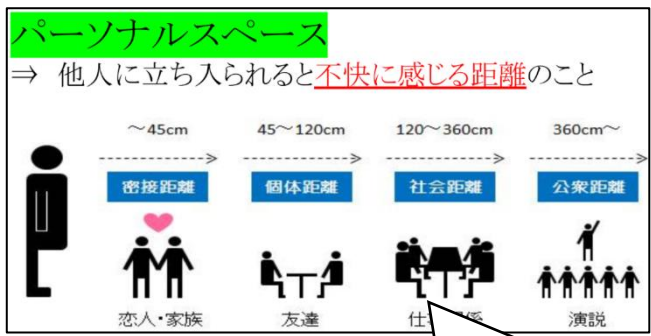 パーソナルスペース
⇒ 他人に立ち入られると不快に感じる距離のこと
～45cm 45～120cm 120～360cm 360cm～
密接距離 個体距離 社会距離 公衆距離
恋人・家族 友達 仕 係 演説